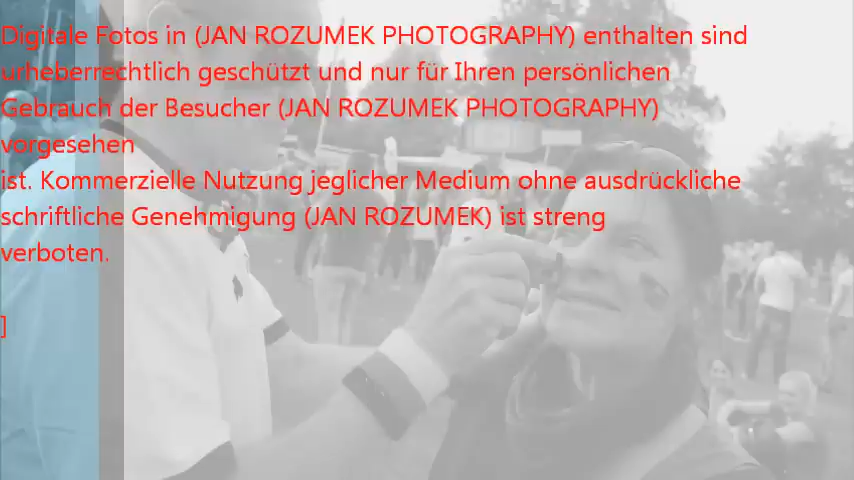 Digitale Fotos in (JAN ROZUMEK PHOTOGRAPHY) enthalten sind
urheberrechtlich geschützt und nur für Ihren persönlichen
Gebrauch der Besucher (JAN ROZUMEK PHOTOGRAPHY)
vorgesehen
ist. Kommerzielle Nutzung jeglicher Medium ohne ausdrückliche
schriftliche Genehmigung (JAN ROZUMEK) ist streng
verboten.
]